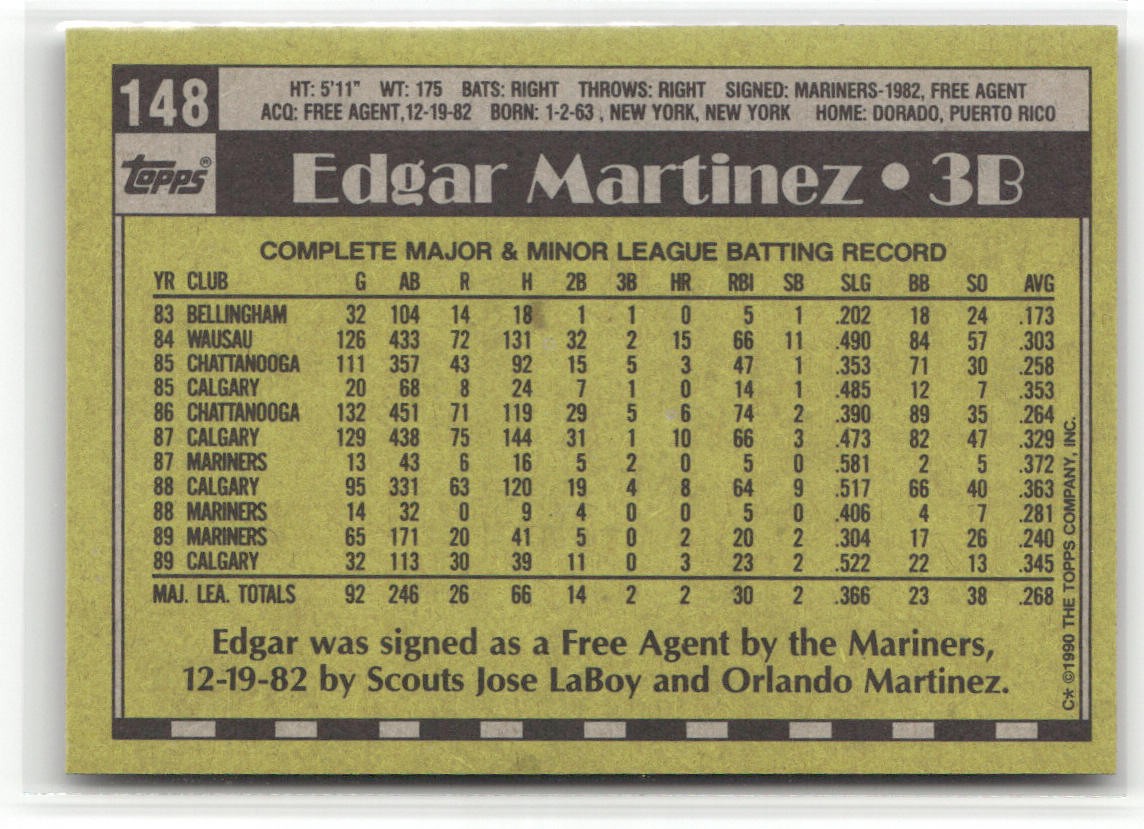 148
HT: 5'11" WT: 175 BATS: RIGHT THROWS: RIGHT SIGNED: MARINERS-1982, FREE AGENT
ACQ: FREE AGENT,12-19-82 BORN: 1-2-63 , NEW YORK, NEW YORK HOME: DORADO, PUERTO RICO
topps®
Edgar Martinez • 3B
COMPLETE MAJOR & MINOR LEAGUE BATTING RECORD
YR CLUB G AB R H 2B 3B HR RBI SB SLG BB SO AVG
83 BELLINGHAM 32 104 14 18 1 1 0 5 1 .202 18 24 .173
84 WAUSAU 126 433 72 131 32 2 15 66 11 .490 84 57 .303
85 CHATTANOOGA 111 357 43 92 15 5 3 47 1 .353 71 30 .258
85 CALGARY 20 68 8 24 7 1 0 14 1 .485 12 7 .353
86 CHATTANOOGA 132 451 71 119 29 5 6 74 2 .390 89 35 .264
87 CALGARY 129 438 75 144 31 1 10 66 3 .473 82 47 .329
87 MARINERS 13 43 6 16 5 2 0 5 0 .581 2 5 .372
88 CALGARY 95 331 63 120 19 4 8 64 9 .517 66 40 .363
88 MARINERS 14 32 0 9 4 0 0 5 0 .406 4 7 .281
89 MARINERS 65 171 20 41 5 0 2 20 2 .304 17 26 .240
89 CALGARY 32 113 30 39 11 0 3 23 2 .522 22 13 .345
MAJ. LEA. TOTALS 92 246 26 66 14 2 2 30 2 .366 23 38 .268
Edgar was signed as a Free Agent by the Mariners,
12-19-82 by Scouts Jose LaBoy and Orlando Martinez.
C* ©1990 THE TOPPS COMPANY, INC.